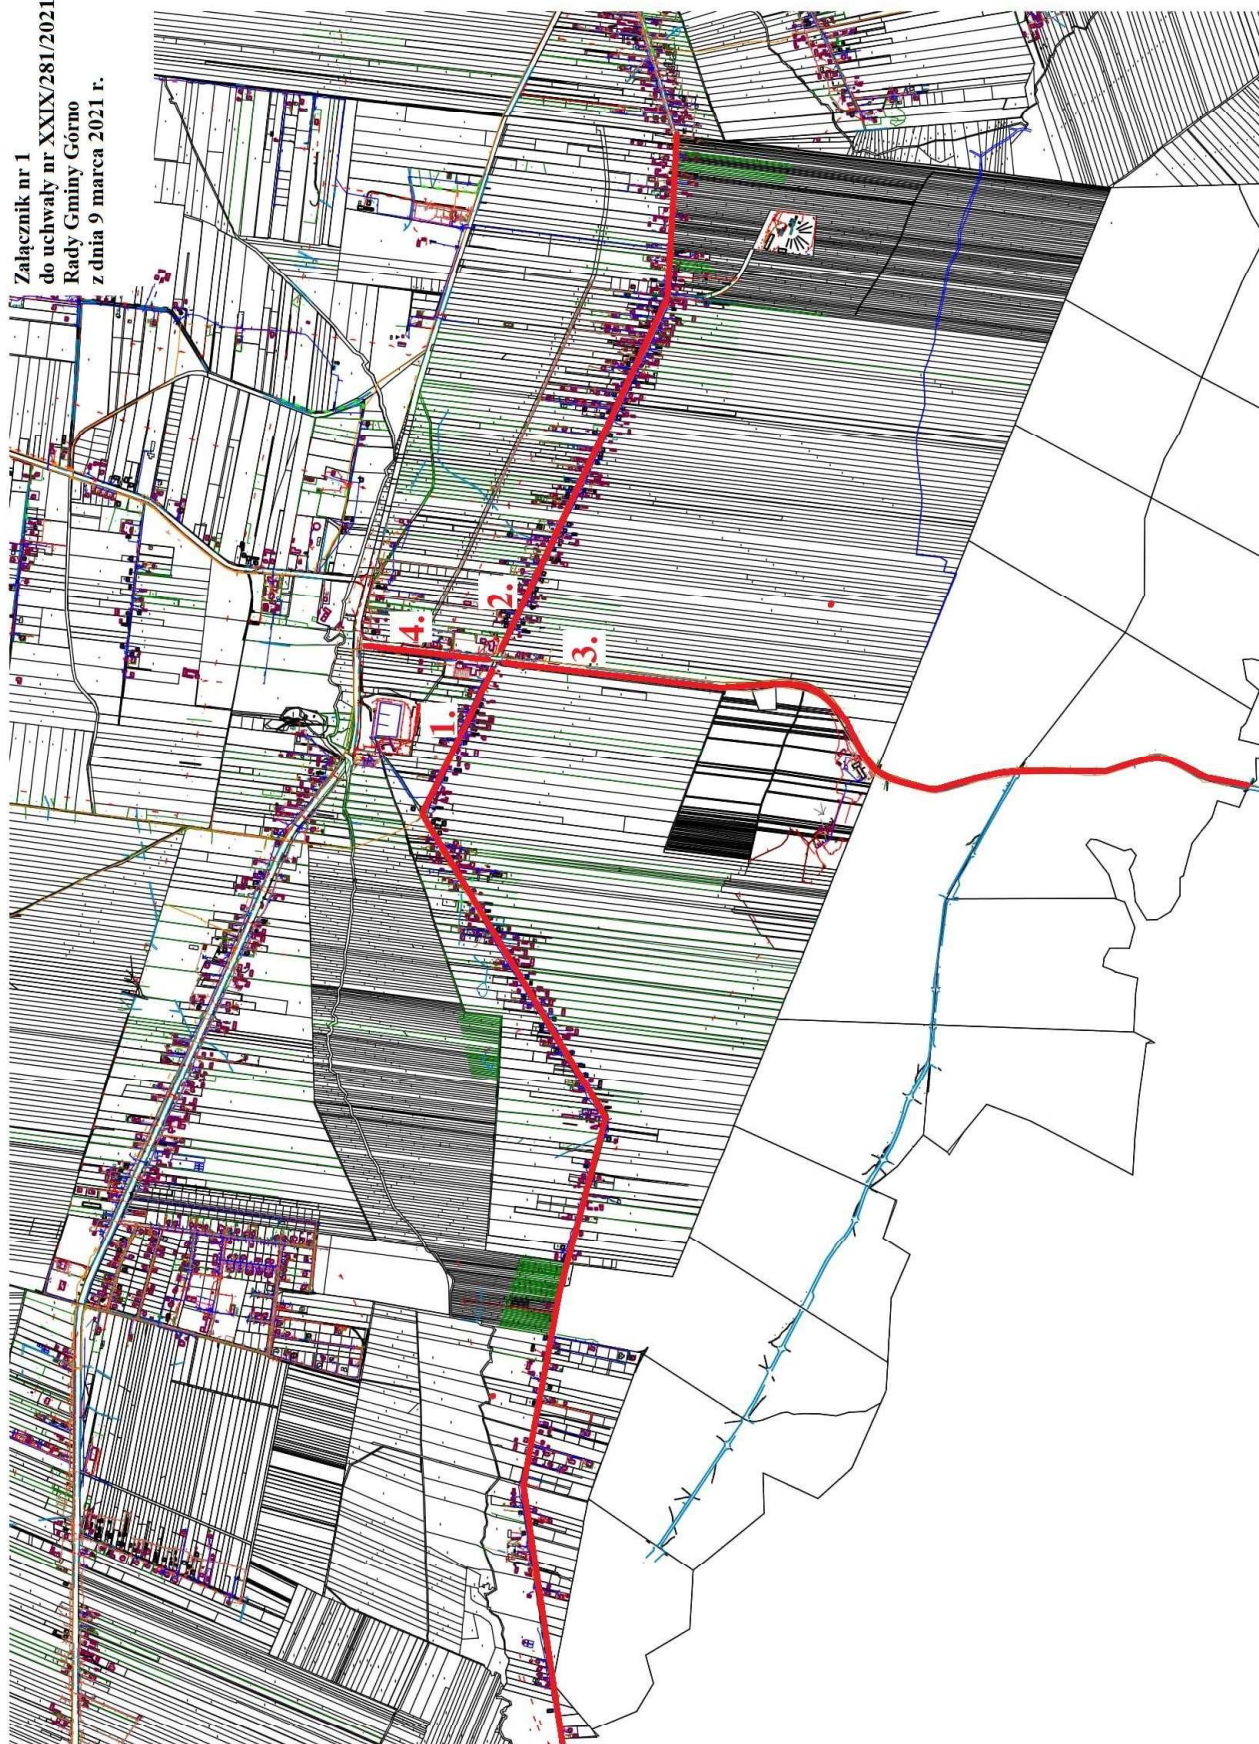 Załącznik nr 1
do uchwały nr XXIX/281/2021
Rady Gminy Górno
z dnia 9 marca 2021 r.
1.
2.
3.
4.